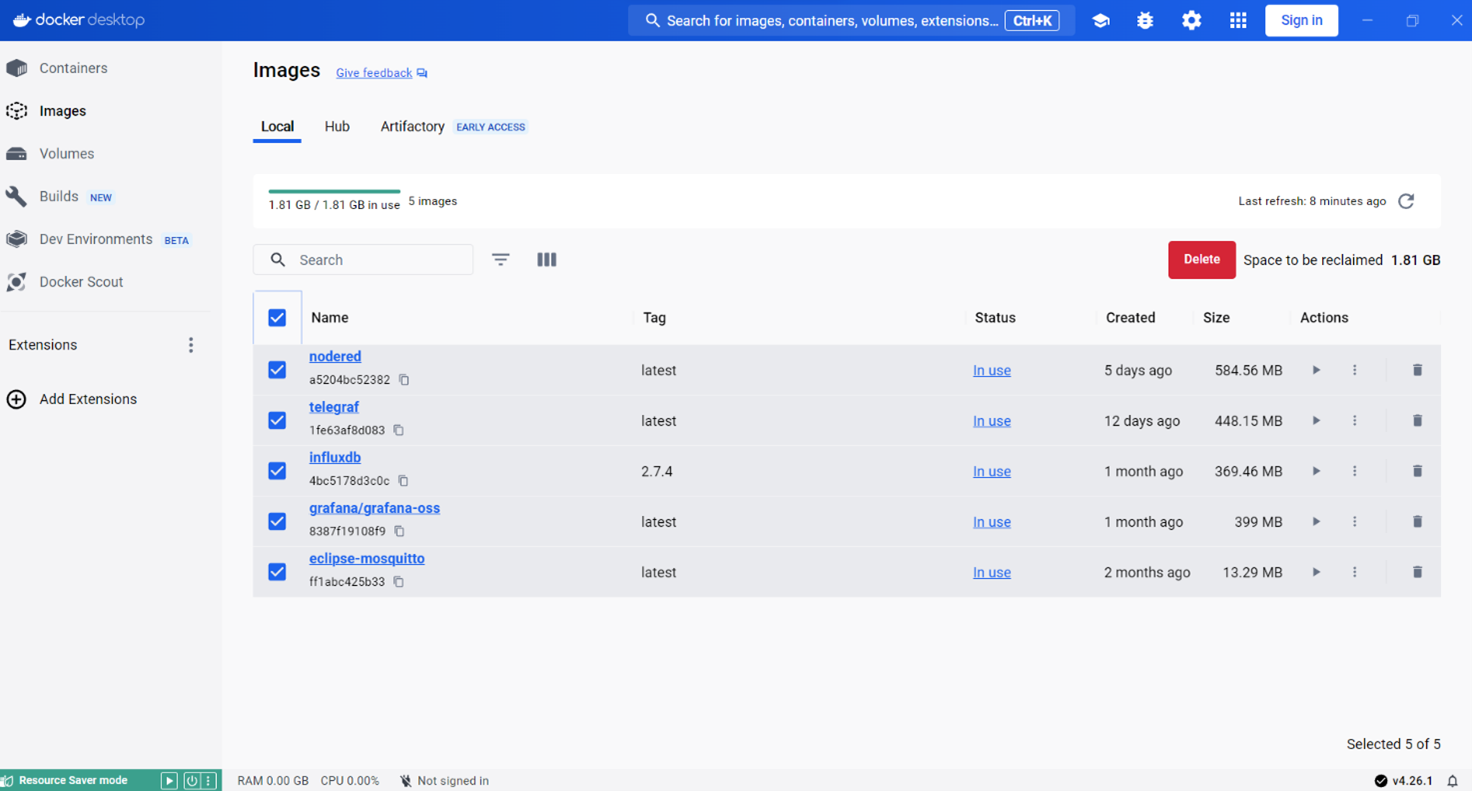 docker desktop
Search for images, containers, volumes, extensions... Ctrl+K
Sign in
Containers
Images
Volumes
Builds NEW
Dev Environments BETA
Docker Scout
Extensions
Add Extensions
Images Give feedback
Local Hub Artifactory EARLY ACCESS
1.81 GB / 1.81 GB in use 5 images
Last refresh: 8 minutes ago
Search
Delete Space to be reclaimed 1.81 GB
Name Tag Status Created Size Actions
nodered
a5204bc52382
latest In use 5 days ago 584.56 MB
telegraf
1fe63af8d083
latest In use 12 days ago 448.15 MB
influxdb
4bc5178d3c0c
2.7.4 In use 1 month ago 369.46 MB
grafana/grafana-oss
8387f19108f9
latest In use 1 month ago 399 MB
eclipse-mosquitto
ff1abc425b33
latest In use 2 months ago 13.29 MB
Selected 5 of 5
Resource Saver mode
RAM 0.00 GB CPU 0.00% Not signed in
v4.26.1